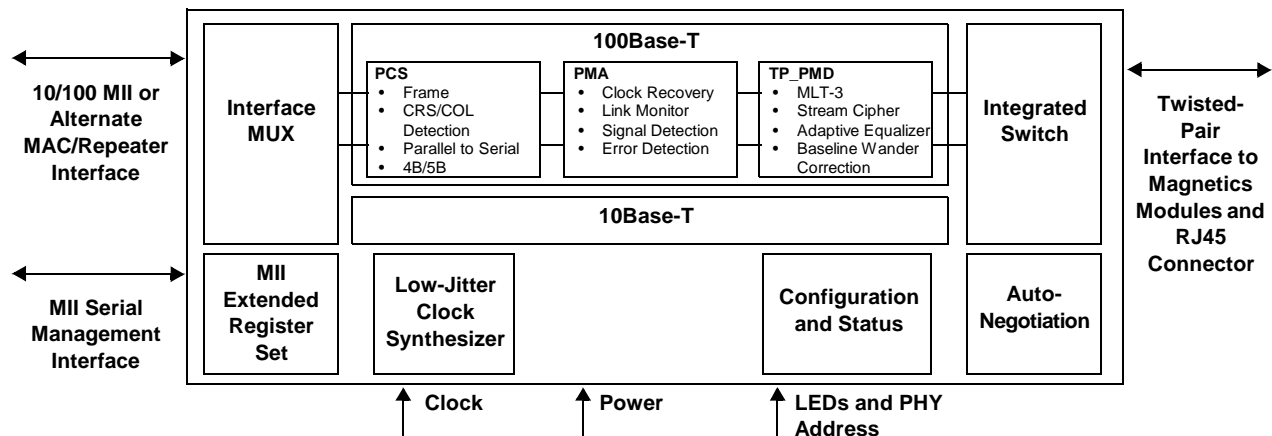 10/100 MII or
Alternate
MAC/Repeater
Interface
MII Serial
Management
Interface
Interface
MUX
100Base-T
PCS
• Frame
• CRS/COL
Detection
• Parallel to Serial
• 4B/5B
PMA
• Clock Recovery
• Link Monitor
• Signal Detection
• Error Detection
TP_PMD
• MLT-3
• Stream Cipher
• Adaptive Equalizer
• Baseline Wander
Correction
10Base-T
Integrated
Switch
MII
Extended
Register
Set
Low-Jitter
Clock
Synthesizer
Configuration
and Status
Auto-
Negotiation
Twisted-
Pair
Interface to
Magnetics
Modules and
RJ45
Connector
Clock
Power
LEDs and PHY
Address